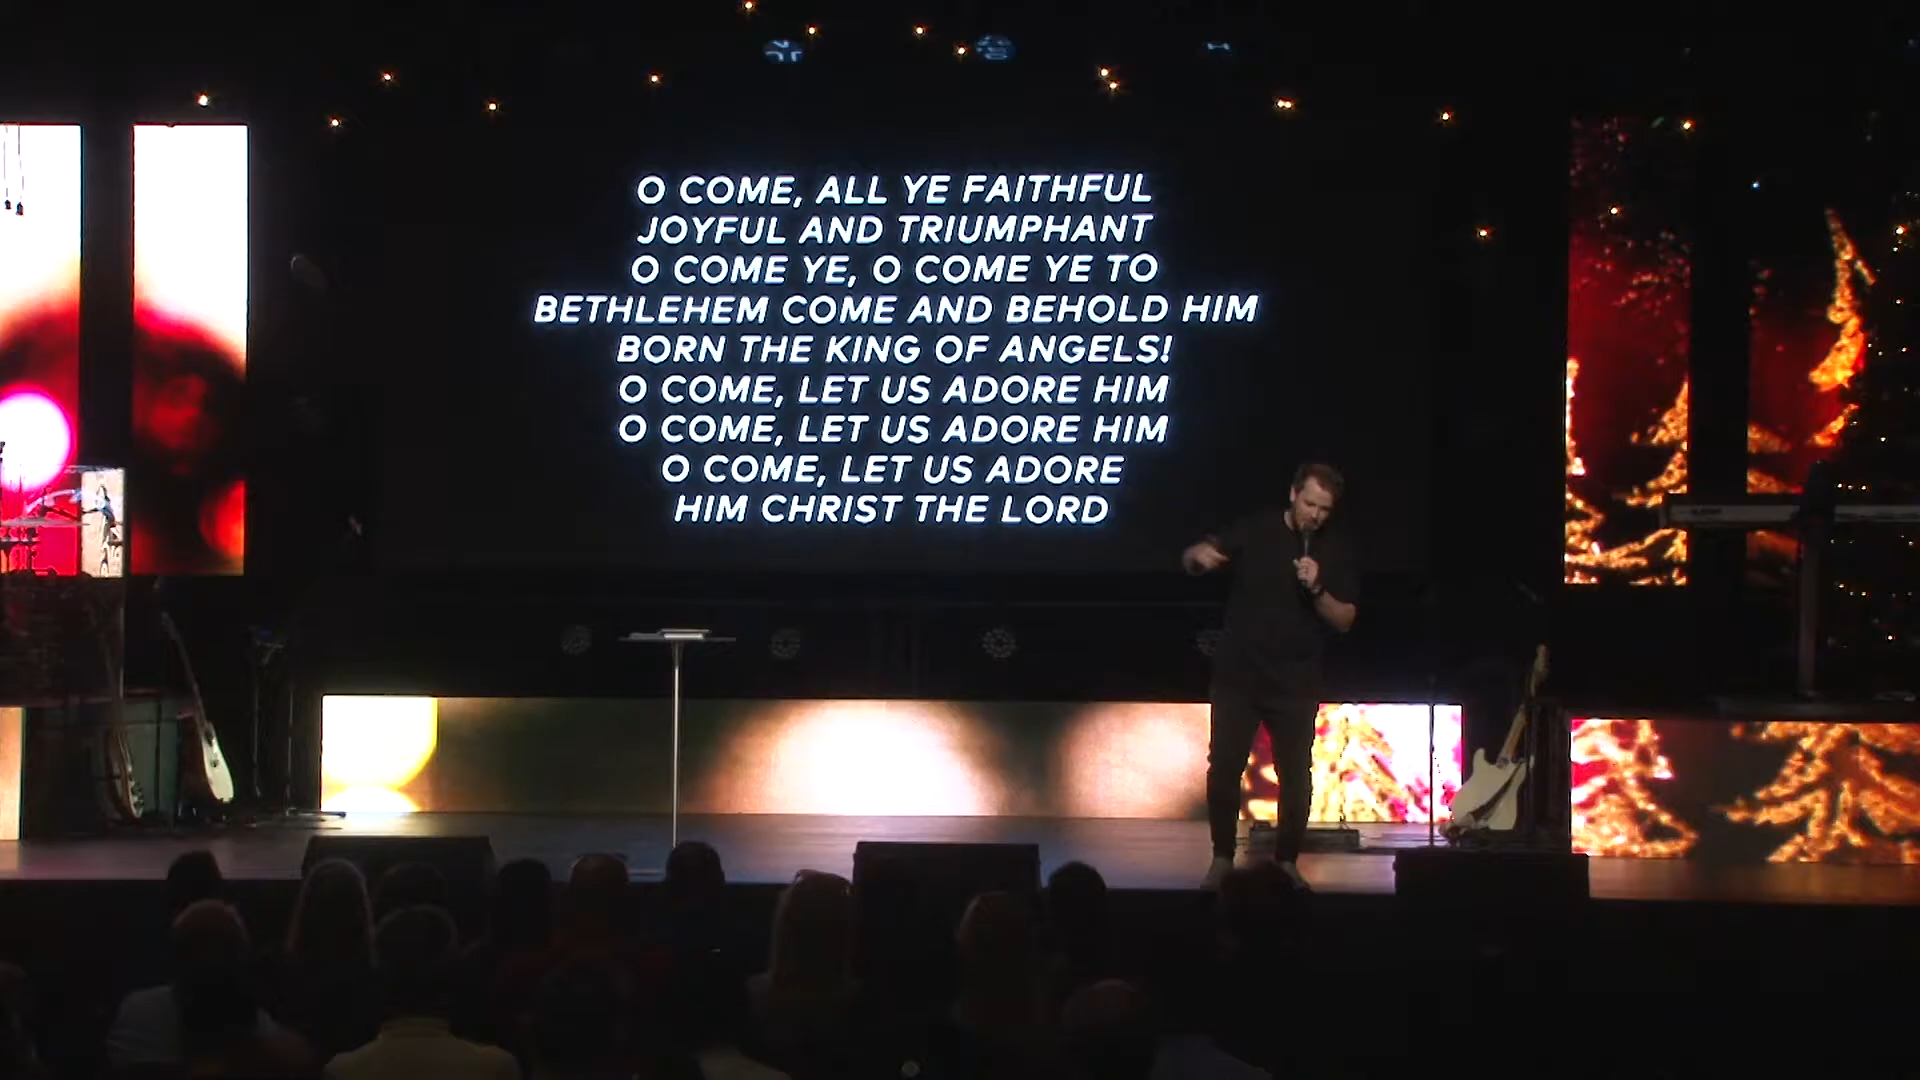 O COME, ALL YE FAITHFUL
JOYFUL AND TRIUMPHANT
O COME YE, O COME YE TO
BETHLEHEM COME AND BEHOLD HIM
BORN THE KING OF ANGELS!
O COME, LET US ADORE HIM
O COME, LET US ADORE HIM
O COME, LET US ADORE
HIM CHRIST THE LORD